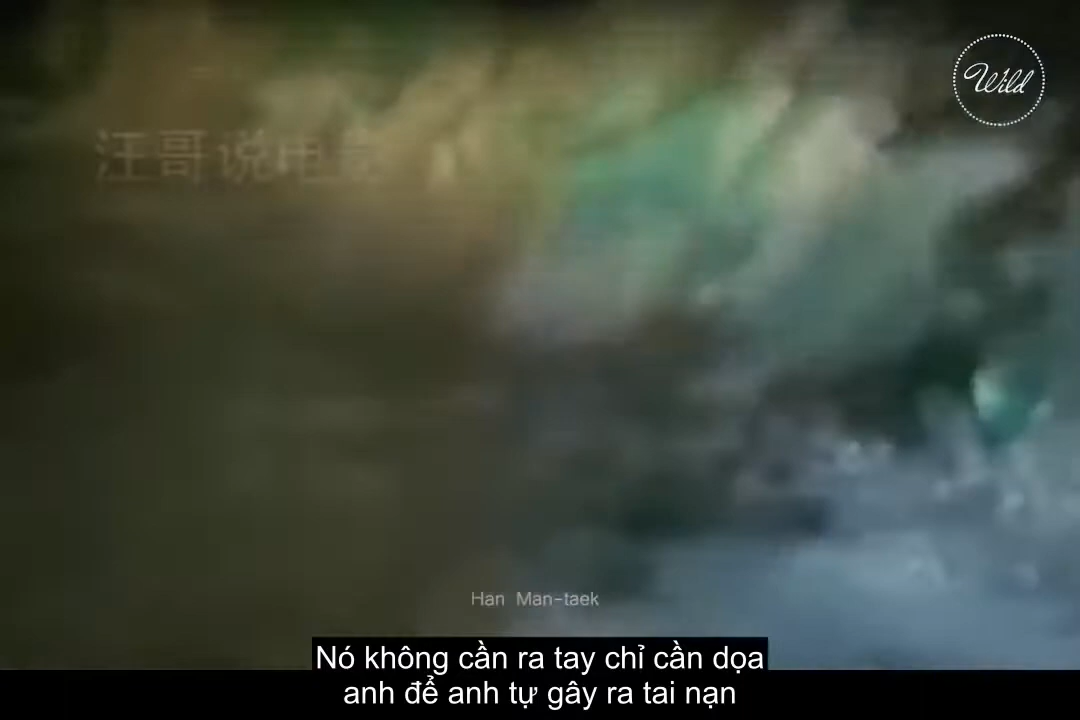 Wild
汪哥说电影
Han Man-taek
Nó không cần ra tay chỉ cần dọa
anh để anh tự gây ra tai nạn